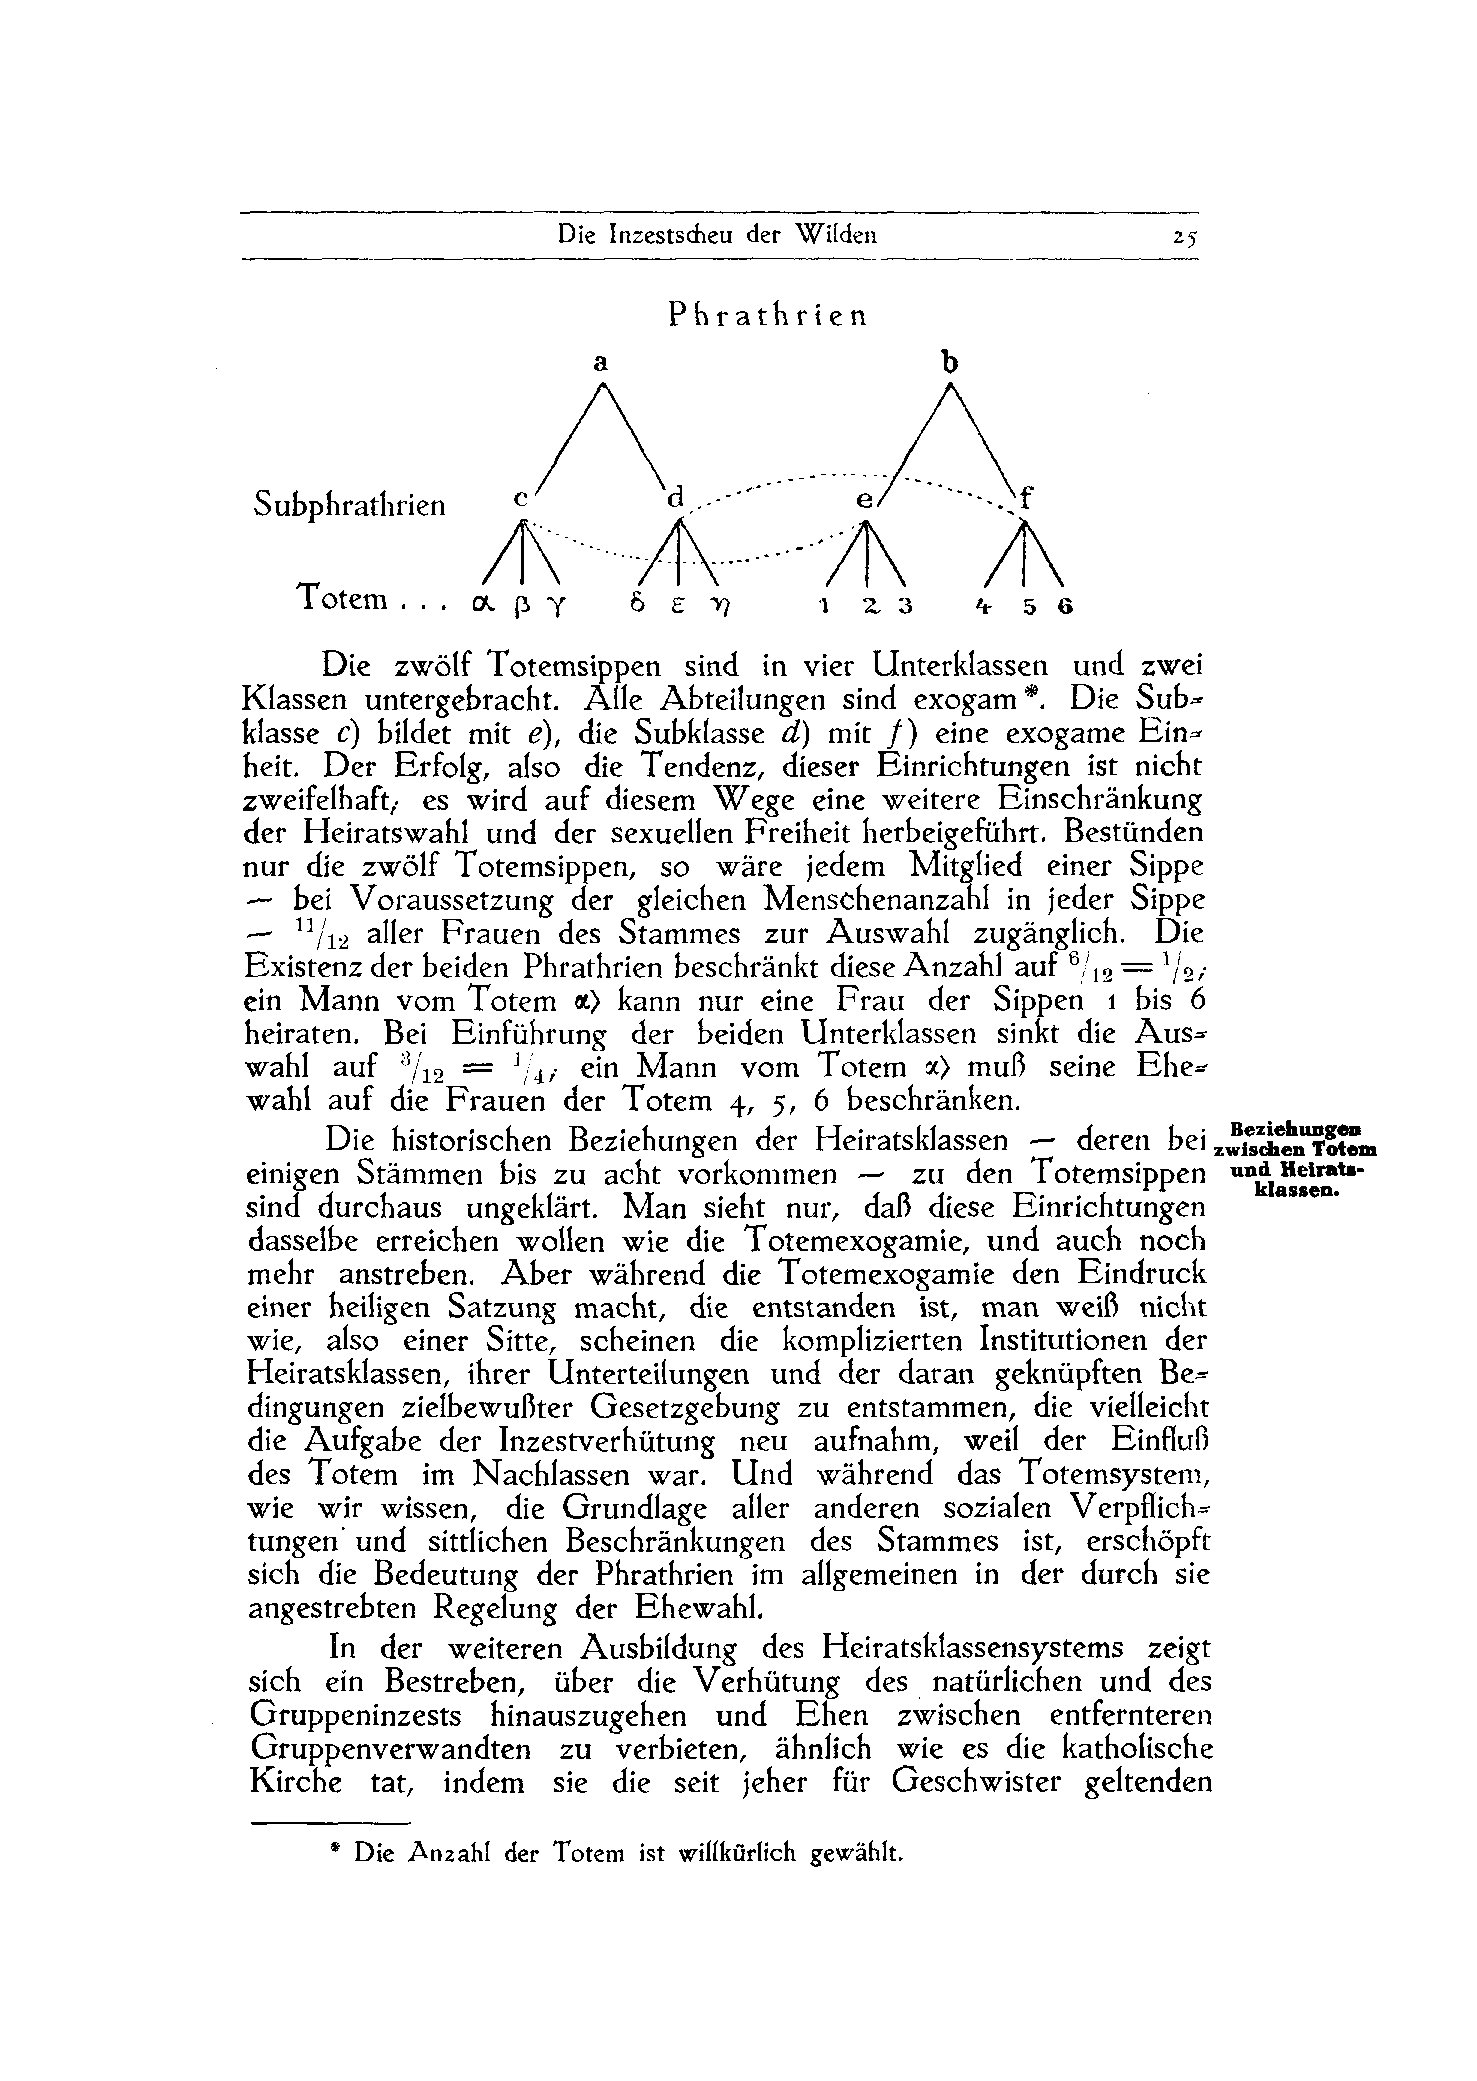 Die Inzestscheu der Wilden 25
Phrathrien
a b
Subphrathrien c d e f
Totem . . . α β γ δ ε η 1 2 3 4 5 6
Die zwölf Totemsippen sind in vier Unterklassen und zwei
Klassen untergebracht. Alle Abteilungen sind exogam*. Die Sub-
klasse c) bildet mit e), die Subklasse d) mit f) eine exogame Ein-
heit. Der Erfolg, also die Tendenz, dieser Einrichtungen ist nicht
zweifelhaft; es wird auf diesem Wege eine weitere Einschränkung
der Heiratswahl und der sexuellen Freiheit herbeigeführt. Bestünden
nur die zwölf Totemsippen, so wäre jedem Mitglied einer Sippe
— bei Voraussetzung der gleichen Menschenanzahl in jeder Sippe
— 11/12 aller Frauen des Stammes zur Auswahl zugänglich. Die
Existenz der beiden Phrathrien beschränkt diese Anzahl auf 6/12 = 1/2;
ein Mann vom Totem α) kann nur eine Frau der Sippen 1 bis 6
heiraten. Bei Einführung der beiden Unterklassen sinkt die Aus-
wahl auf 3/12 = 1/4; ein Mann vom Totem α) muß seine Ehe-
wahl auf die Frauen der Totem 4, 5, 6 beschränken.
Die historischen Beziehungen der Heiratsklassen — deren bei
einigen Stämmen bis zu acht vorkommen — zu den Totemsippen
sind durchaus ungeklärt. Man sieht nur, daß diese Einrichtungen
dasselbe erreichen wollen wie die Totemexogamie, und auch noch
mehr anstreben. Aber während die Totemexogamie den Eindruck
einer heiligen Satzung macht, die entstanden ist, man weiß nicht
wie, also einer Sitte, scheinen die komplizierten Institutionen der
Heiratsklassen, ihrer Unterteilungen und der daran geknüpften Be-
dingungen zielbewußter Gesetzgebung zu entstammen, die vielleicht
die Aufgabe der Inzestverhütung neu aufnahm, weil der Einfluß
des Totem im Nachlassen war. Und während das Totemsystem,
wie wir wissen, die Grundlage aller anderen sozialen Verpflich-
tungen und sittlichen Beschränkungen des Stammes ist, erschöpft
sich die Bedeutung der Phrathrien im allgemeinen in der durch sie
angestrebten Regelung der Ehewahl.
Beziehungen
zwischen Totem
und Heirats-
klassen.
In der weiteren Ausbildung des Heiratsklassensystems zeigt
sich ein Bestreben, über die Verhütung des natürlichen und des
Gruppeninzests hinauszugehen und Ehen zwischen entfernteren
Gruppenverwandten zu verbieten, ähnlich wie es die katholische
Kirche tat, indem sie die seit jeher für Geschwister geltenden
* Die Anzahl der Totem ist willkürlich gewählt.